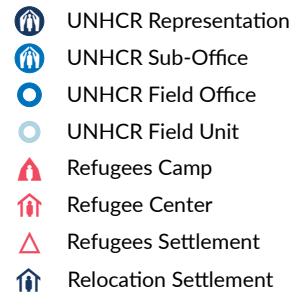 UNHCR Representation
UNHCR Sub-Office
UNHCR Field Office
UNHCR Field Unit
Refugees Camp
Refugee Center
Refugees Settlement
Relocation Settlement